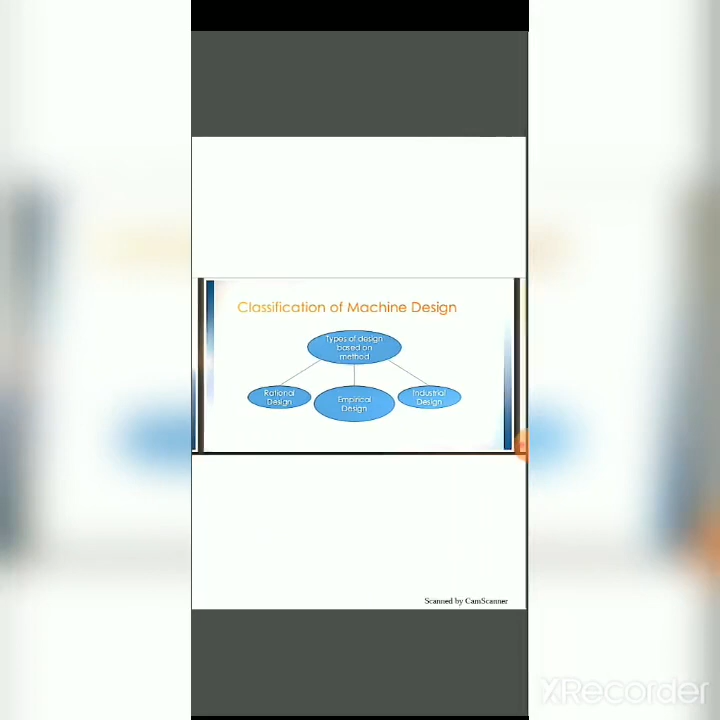 Classification of Machine Design
Types of design
based on
method
Rational
Design
Empirical
Design
Industrial
Design
Scanned by CamScanner
XRecorder